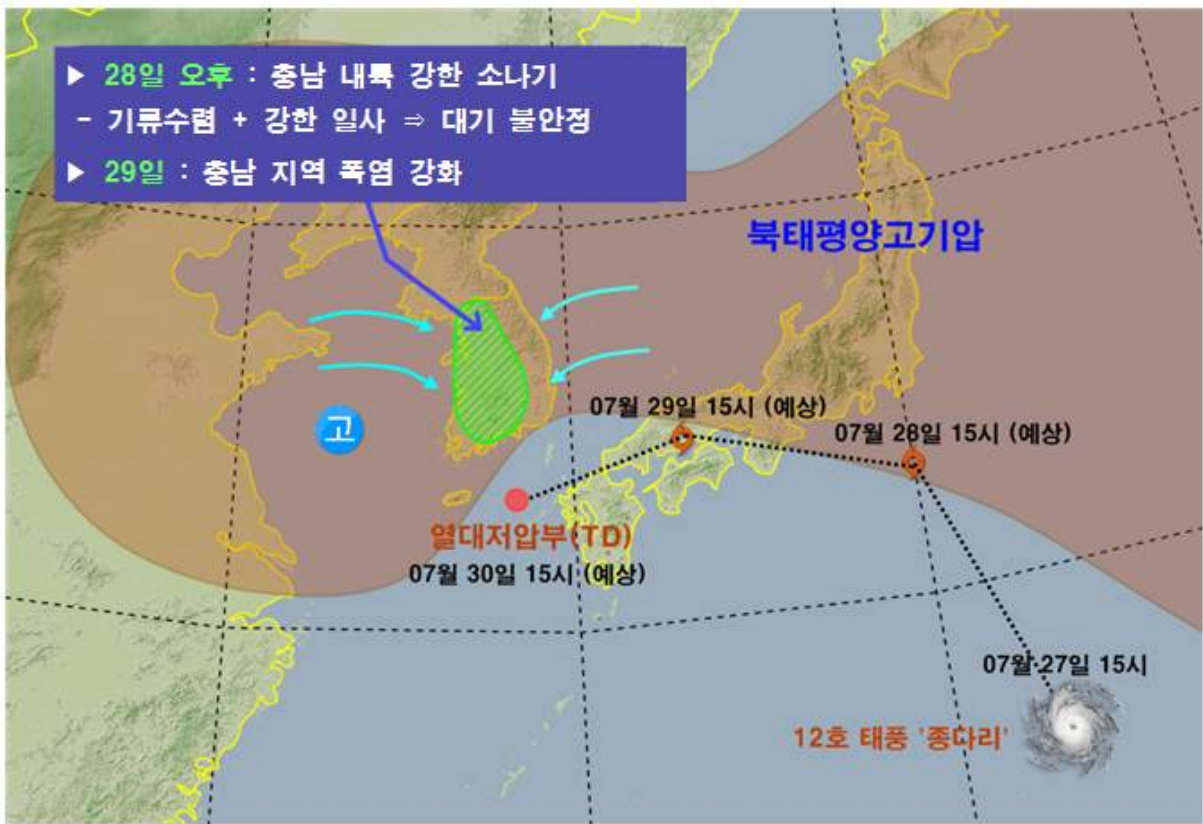 ▶ 28일 오후 : 충남 내륙 강한 소나기
- 기류수렴 + 강한 일사 ⇒ 대기 불안정
▶ 29일 : 충남 지역 폭염 강화
북태평양고기압
고
07월 29일 15시 (예상)
07월 28일 15시 (예상)
열대저압부(TD)
07월 30일 15시 (예상)
07월 27일 15시
12호 태풍 '종다리'